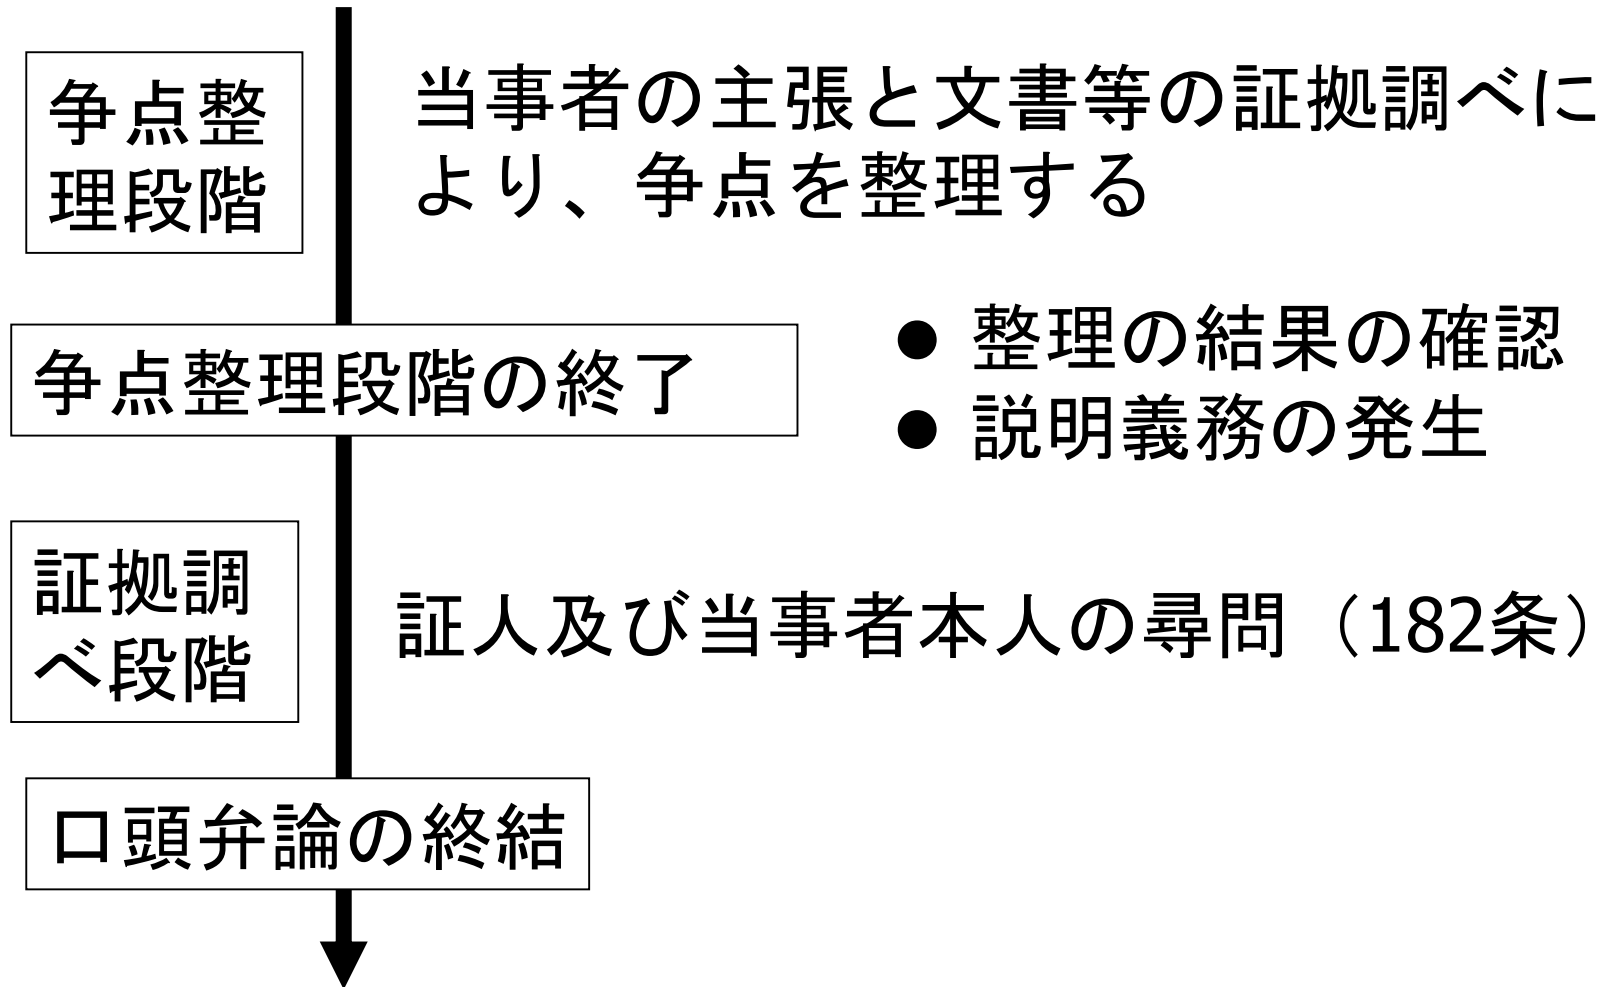 争点整
理段階
当事者の主張と文書等の証拠調べに
より、争点を整理する
争点整理段階の終了
● 整理の結果の確認
● 説明義務の発生
証拠調
べ段階
証人及び当事者本人の尋問（182条）
口頭弁論の終結